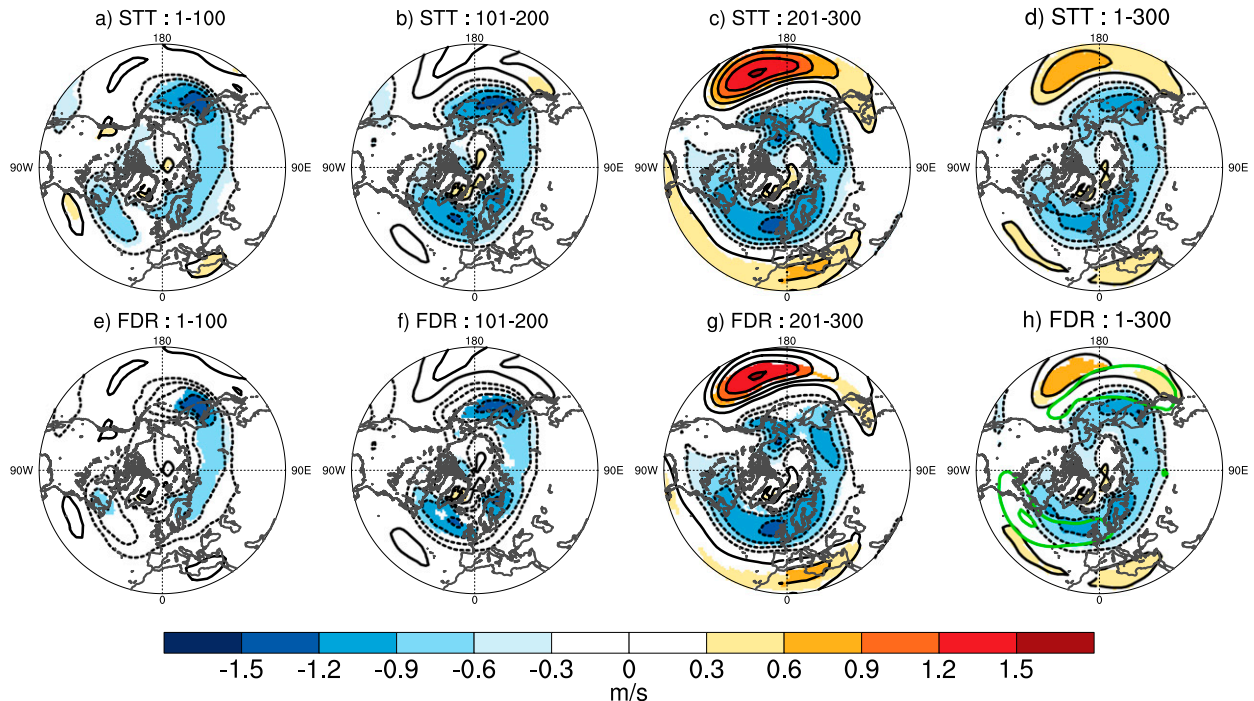 a) STT : 1-100
b) STT : 101-200
c) STT : 201-300
d) STT : 1-300
180
180
180
180
90W
90E
90W
90E
90W
90E
90W
90E
0
0
0
0
e) FDR : 1-100
f) FDR : 101-200
g) FDR : 201-300
h) FDR : 1-300
180
180
180
180
90W
90E
90W
90E
90W
90E
90W
90E
0
0
0
0
-1.5 -1.2 -0.9 -0.6 -0.3 0 0.3 0.6 0.9 1.2 1.5
m/s